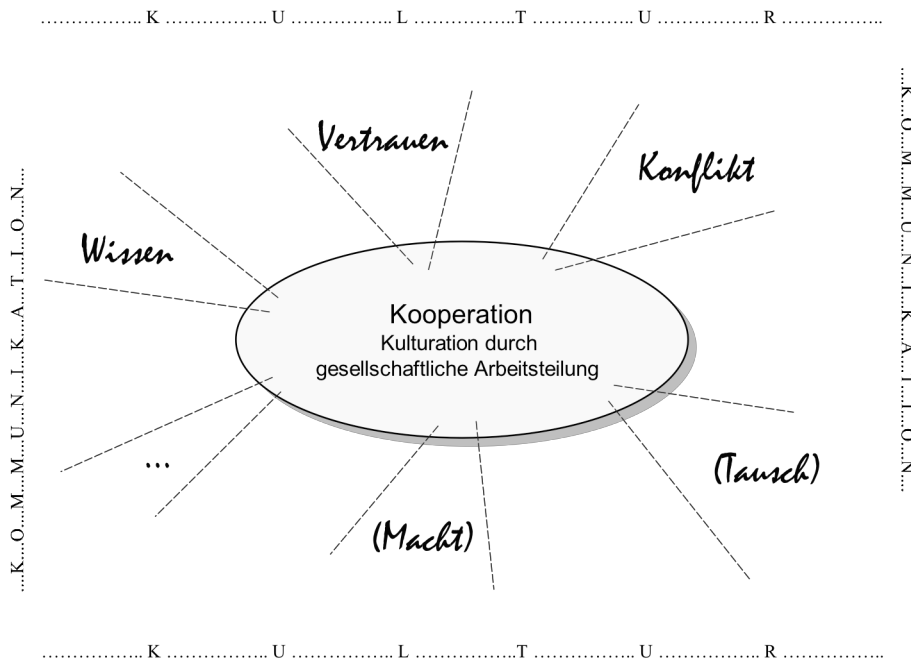 ……………….. K ………………. U ……………….. L ……………….T ………………. U ……………….. R ……………..
Vertrauen
Konflikt
Wissen
...K...O...M...M...U...N...I...K...A...T...I...O...N...
...K...O...M...M...U...N...I...K...A...T...I...O...N...
Kooperation
Kulturation durch
gesellschaftliche Arbeitsteilung
...
(Tausch)
(Macht)
……………….. K ………………. U ……………….. L ……………….T ………………. U ……………….. R ……………..